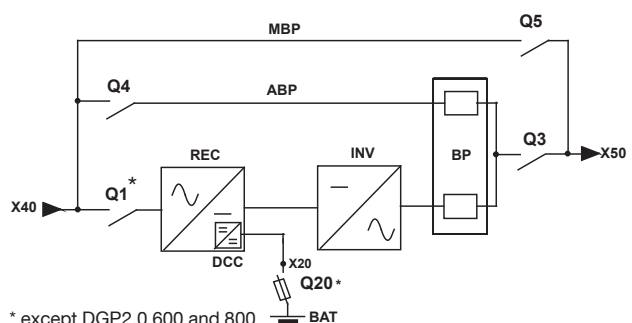 MBP
Q5
Q4
ABP
REC
INV
BP
Q3
X50
X40
Q1*
DCC
X20
Q20*
* except DGP2 0 600 and 800
BAT